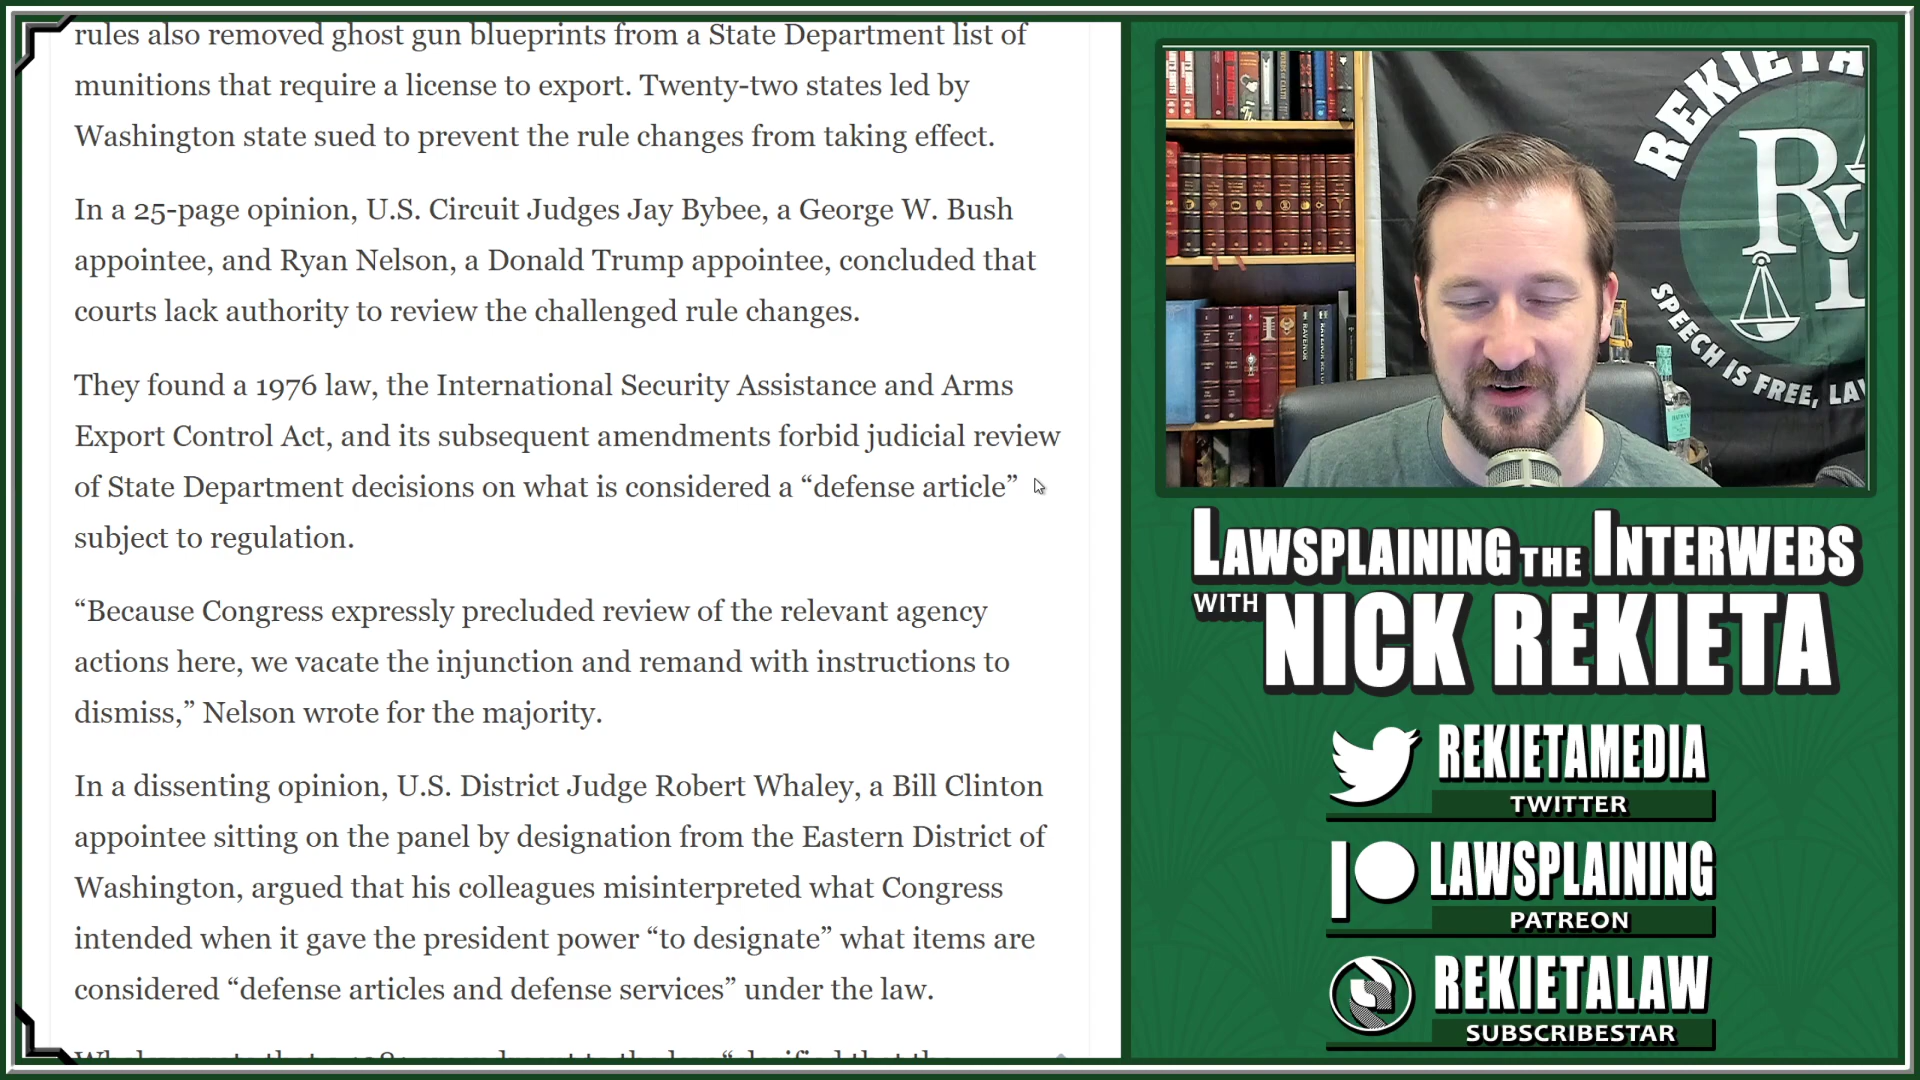 rules also removed ghost gun blueprints from a State Department list of
munitions that require a license to export. Twenty-two states led by
Washington state sued to prevent the rule changes from taking effect.
In a 25-page opinion, U.S. Circuit Judges Jay Bybee, a George W. Bush
appointee, and Ryan Nelson, a Donald Trump appointee, concluded that
courts lack authority to review the challenged rule changes.
They found a 1976 law, the International Security Assistance and Arms
Export Control Act, and its subsequent amendments forbid judicial review
of State Department decisions on what is considered a “defense article”
subject to regulation.
“Because Congress expressly precluded review of the relevant agency
actions here, we vacate the injunction and remand with instructions to
dismiss,” Nelson wrote for the majority.
In a dissenting opinion, U.S. District Judge Robert Whaley, a Bill Clinton
appointee sitting on the panel by designation from the Eastern District of
Washington, argued that his colleagues misinterpreted what Congress
intended when it gave the president power “to designate” what items are
considered “defense articles and defense services” under the law.
REKIETA
R
L
SPEECH IS FREE, LA
RAVENOR
LAWSPLAINING THE INTERWEBS
WITH NICK REKIETA
REKIETAMEDIA
TWITTER
LAWSPLAINING
PATREON
REKIETALAW
SUBSCRIBESTAR